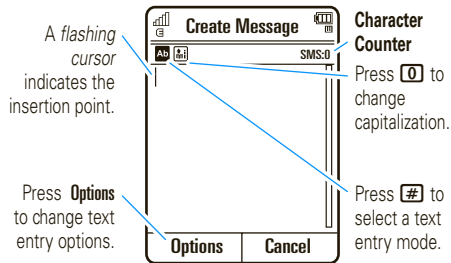 A flashing
cursor
indicates the
insertion point.
Press Options
to change text
entry options.
Create Message
Ab
SMS:0
Options
Cancel
Character
Counter
Press 0 to
change
capitalization.
Press # to
select a text
entry mode.